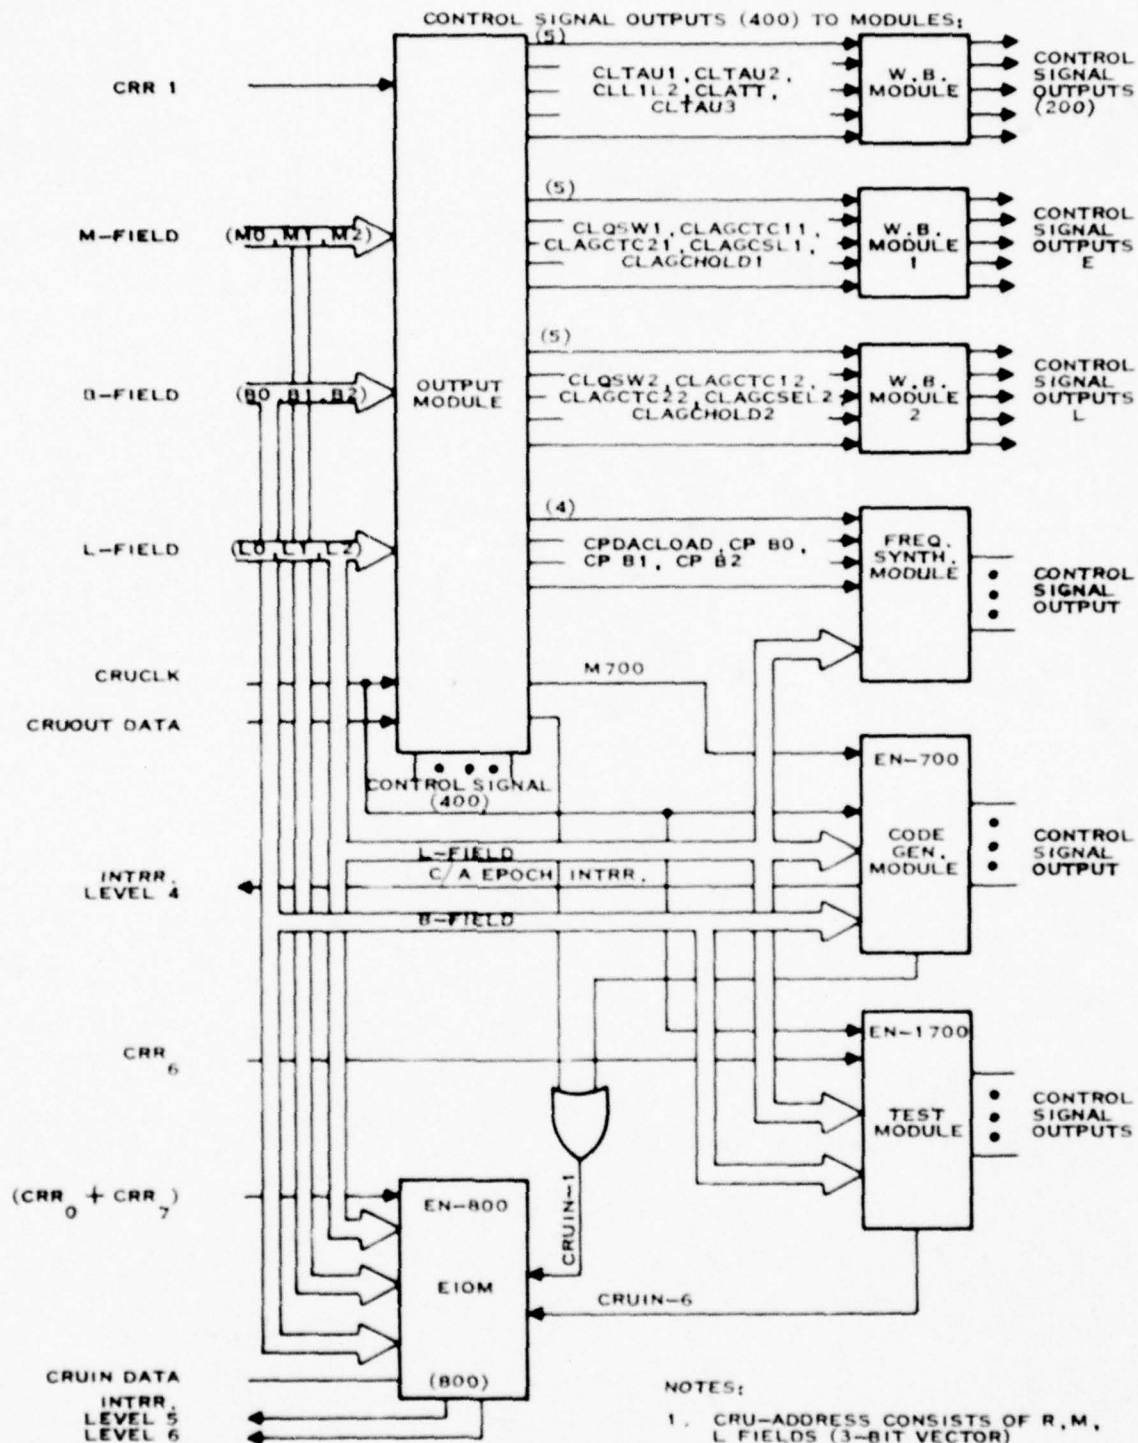 CONTROL SIGNAL OUTPUTS (400) TO MODULES:
CRR 1
M-FIELD
(M0, M1, M2)
B-FIELD
(B0, B1, B2)
L-FIELD
(L0, L1, L2)
CRUCLK
CRUOUT DATA
OUTPUT
MODULE
CONTROL SIGNAL
(400)
(5)
CLTAU1, CLTAU2,
CLL1L2, CLATT,
CLTAU3
W.B.
MODULE
CONTROL
SIGNAL
OUTPUTS
(200)
(5)
CLQSW1, CLAGCTC11,
CLAGCTC21, CLAGCSL1,
CLAGCHOLD1
W.B.
MODULE
1
CONTROL
SIGNAL
OUTPUTS
E
(5)
CLQSW2, CLAGCTC12,
CLAGCTC22, CLAGCSEL2,
CLAGCHOLD2
W.B.
MODULE
2
CONTROL
SIGNAL
OUTPUTS
L
(4)
CPDACLOAD, CP B0,
CP B1, CP B2
FREQ.
SYNTH.
MODULE
CONTROL
SIGNAL
OUTPUT
M700
EN-700
CODE
GEN.
MODULE
CONTROL
SIGNAL
OUTPUT
L-FIELD
C/A EPOCH INTRR.
INTRR.
LEVEL 4
B-FIELD
CRR6
EN-1700
TEST
MODULE
CONTROL
SIGNAL
OUTPUTS
(CRR0 + CRR7)
EN-800
EIOM
(800)
CRUIN-1
CRUIN-6
CRUIN DATA
INTRR.
LEVEL 5
LEVEL 6
NOTES:
1. CRU-ADDRESS CONSISTS OF R, M,
L FIELDS (3-BIT VECTOR)